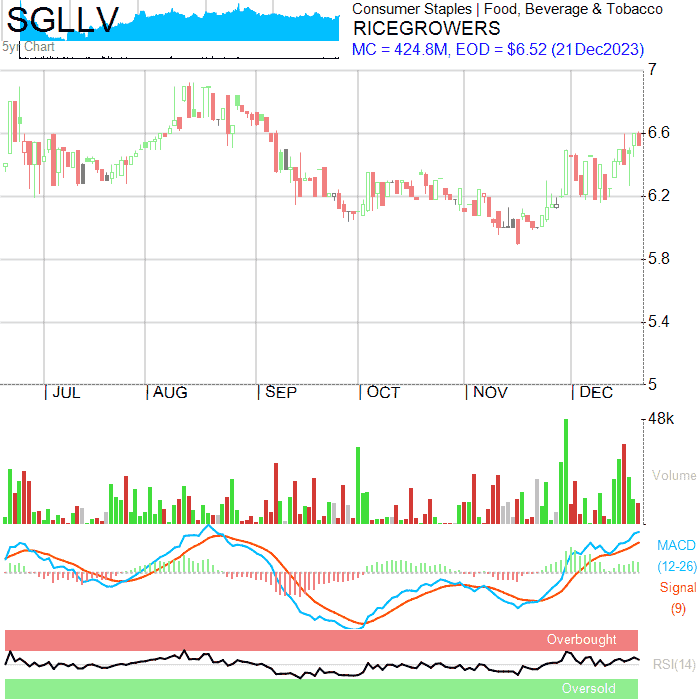 SGLLV
5yr Chart
Consumer Staples | Food, Beverage & Tobacco
RICEGROWERS
MC = 424.8M, EOD = $6.52 (21Dec2023)
7
6.6
6.2
5.8
5.4
5
JUL AUG SEP OCT NOV DEC
48k
Volume
MACD
(12-26)
Signal
(9)
Overbought
RSI(14)
Oversold